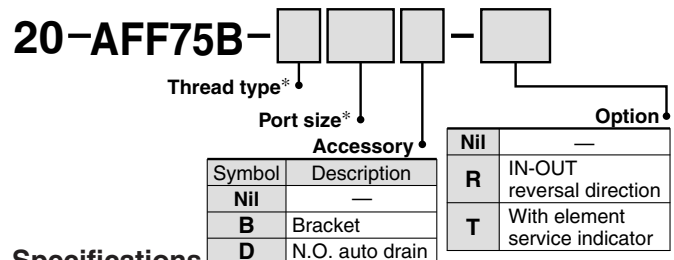 20-AFF75B-
-
Thread type*
Port size*
Accessory
Option
Symbol Description
Nil —
B Bracket
D N.O. auto drain
Nil —
R IN-OUT
reversal direction
T With element
service indicator
Specifications